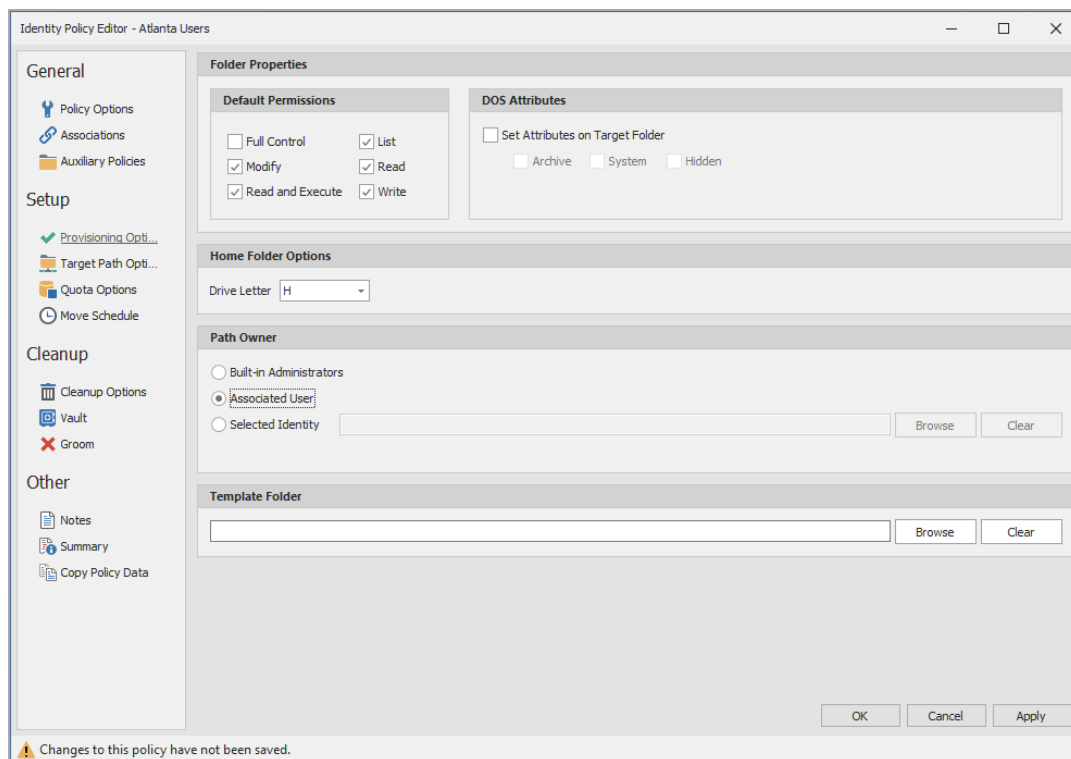 Identity Policy Editor - Atlanta Users
General
Policy Options
Associations
Auxiliary Policies
Setup
Provisioning Opti...
Target Path Opti...
Quota Options
Move Schedule
Cleanup
Cleanup Options
Vault
Groom
Other
Notes
Summary
Copy Policy Data
Folder Properties
Default Permissions
Full Control
List
Modify
Read
Read and Execute
Write
DOS Attributes
Set Attributes on Target Folder
Archive
System
Hidden
Home Folder Options
Drive Letter
H
Path Owner
Built-in Administrators
Associated User
Selected Identity
Browse
Clear
Template Folder
Browse
Clear
OK
Cancel
Apply
Changes to this policy have not been saved.